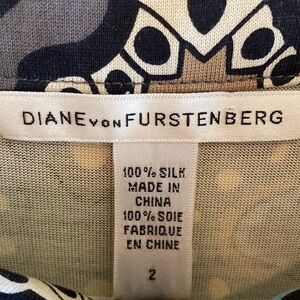 DIANE VON FURSTENBERG
100% SILK
MADE IN
CHINA
100% SOIE
FABRIQUE
EN CHINE
2